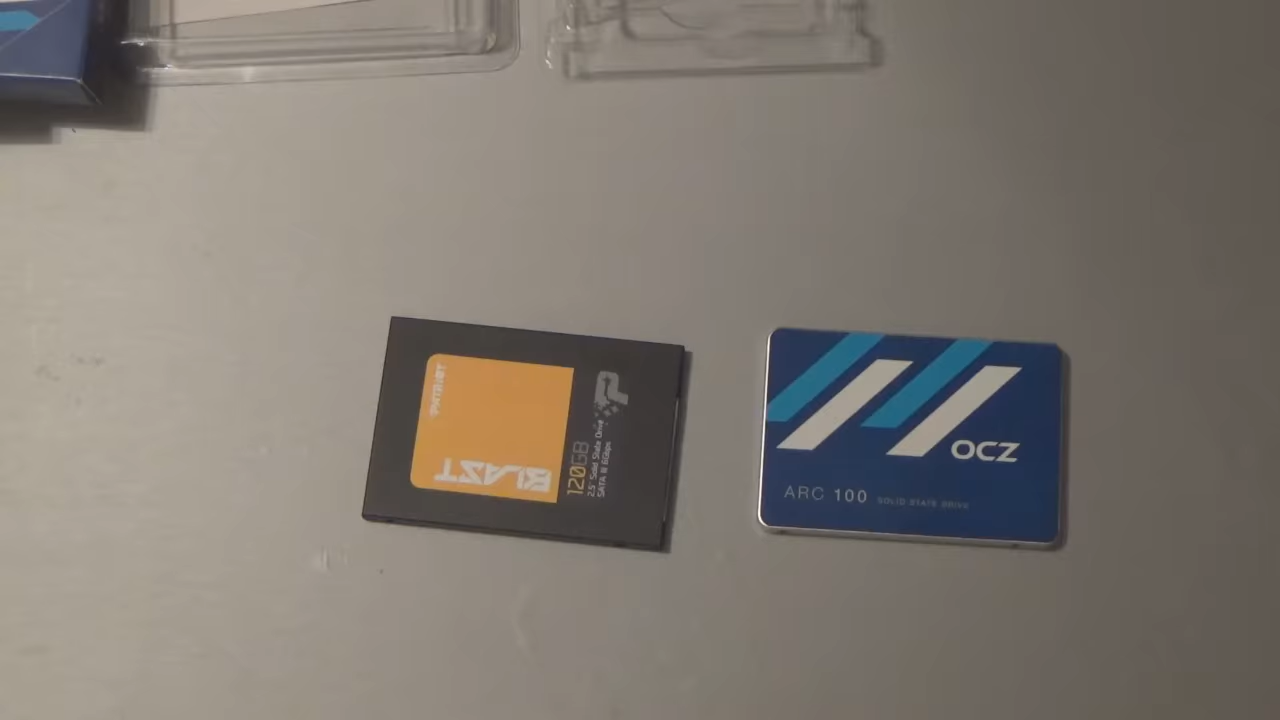 PATRIOT
BLAST
120GB
2.5" Solid State Drive
SATA III 6Gbps
OCZ
ARC 100 SOLID STATE DRIVE